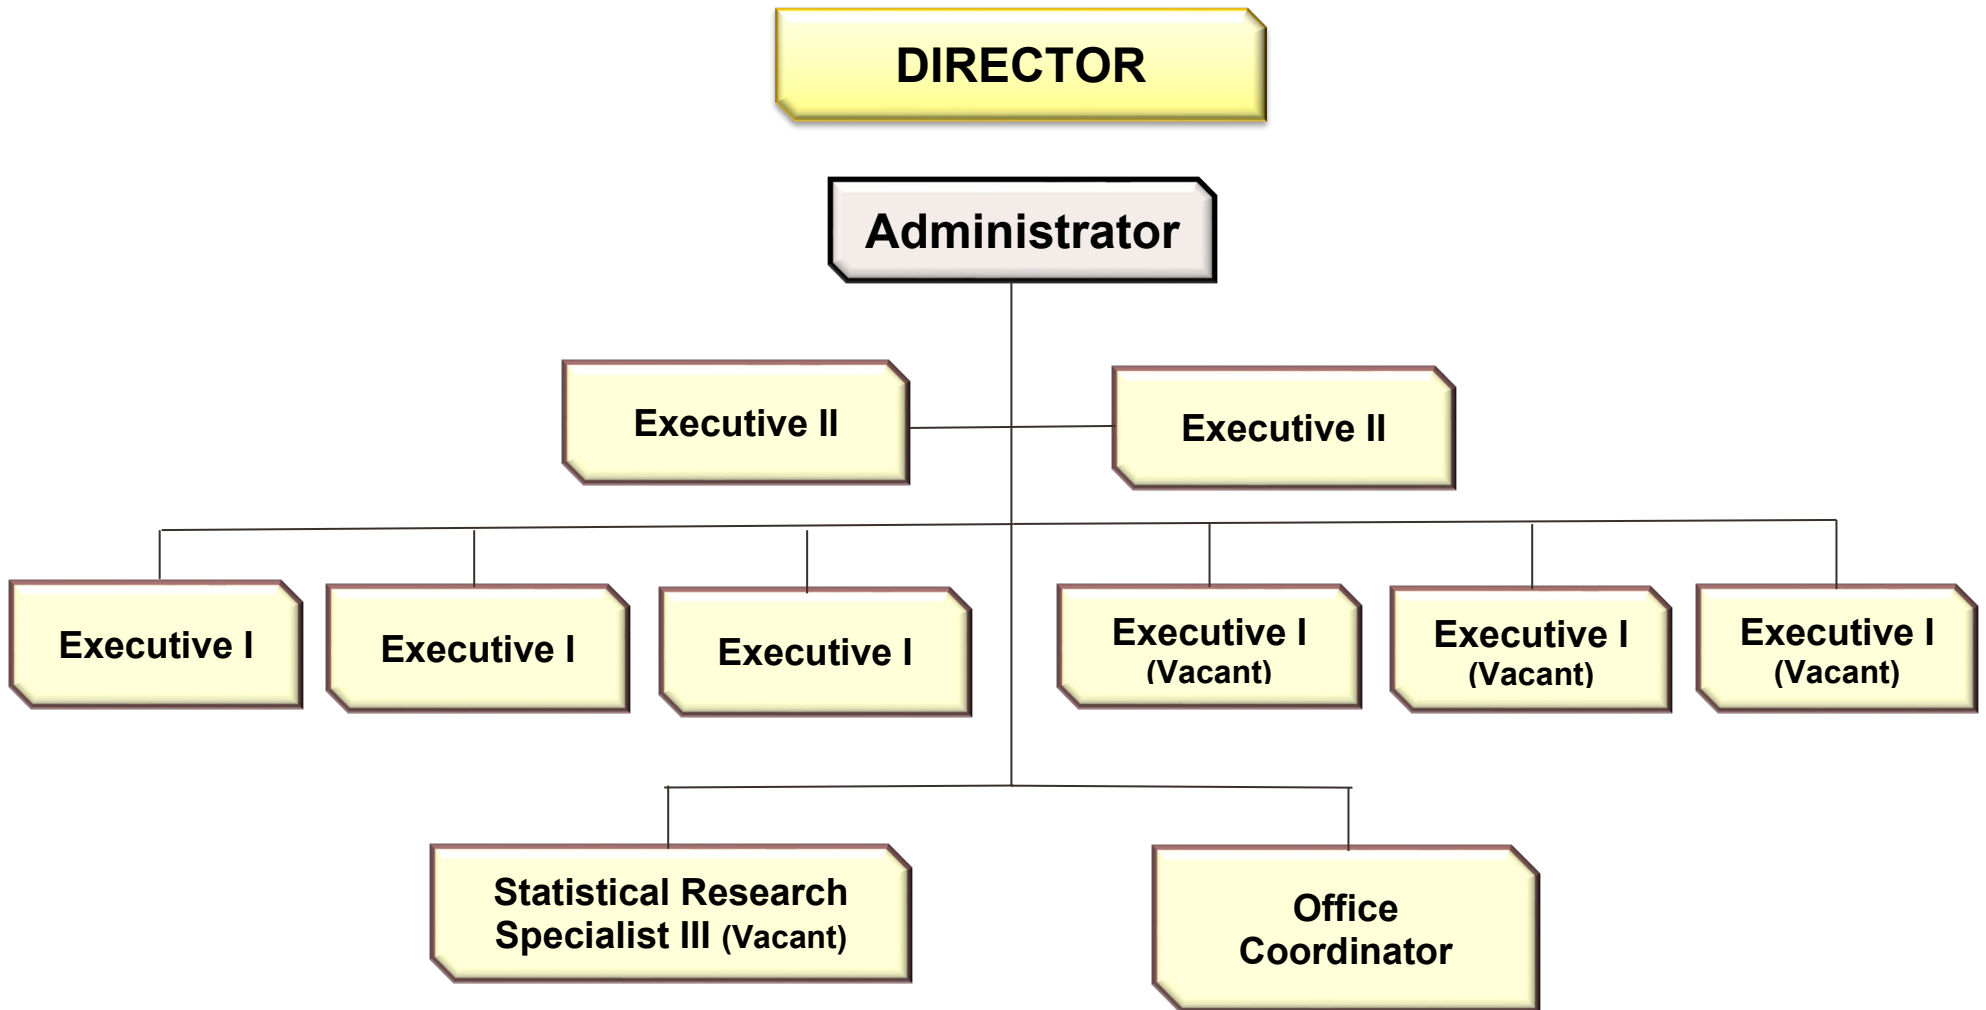 DIRECTOR
Administrator
Executive II
Executive II
Executive I
Executive I
Executive I
Executive I
(Vacant)
Executive I
(Vacant)
Executive I
(Vacant)
Statistical Research
Specialist III (Vacant)
Office
Coordinator